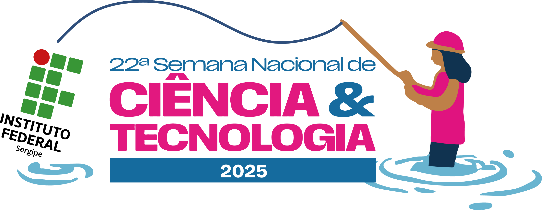 22ª Semana Nacional de
CIÊNCIA &
TECNOLOGIA
2025
INSTITUTO
FEDERAL
Sergipe